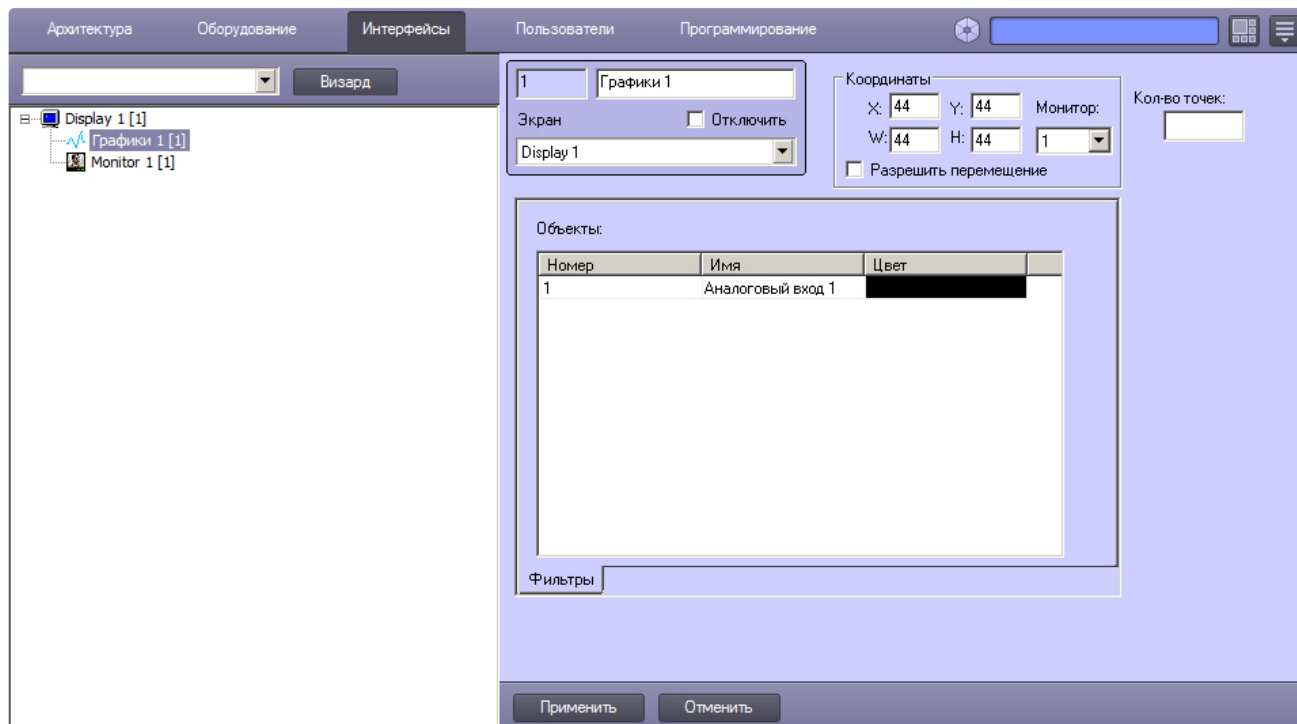 Архитектура Оборудование Интерфейсы Пользователи Программирование
Визард
Display 1 [1]
Графики 1 [1]
Monitor 1 [1]
1 Графики 1
Экран Отключить
Display 1
Координаты
X: 44 Y: 44 Монитор:
W: 44 H: 44 1
Разрешить перемещение
Кол-во точек:
Объекты:
Номер Имя Цвет
1 Аналоговый вход 1
Фильтры
Применить Отменить